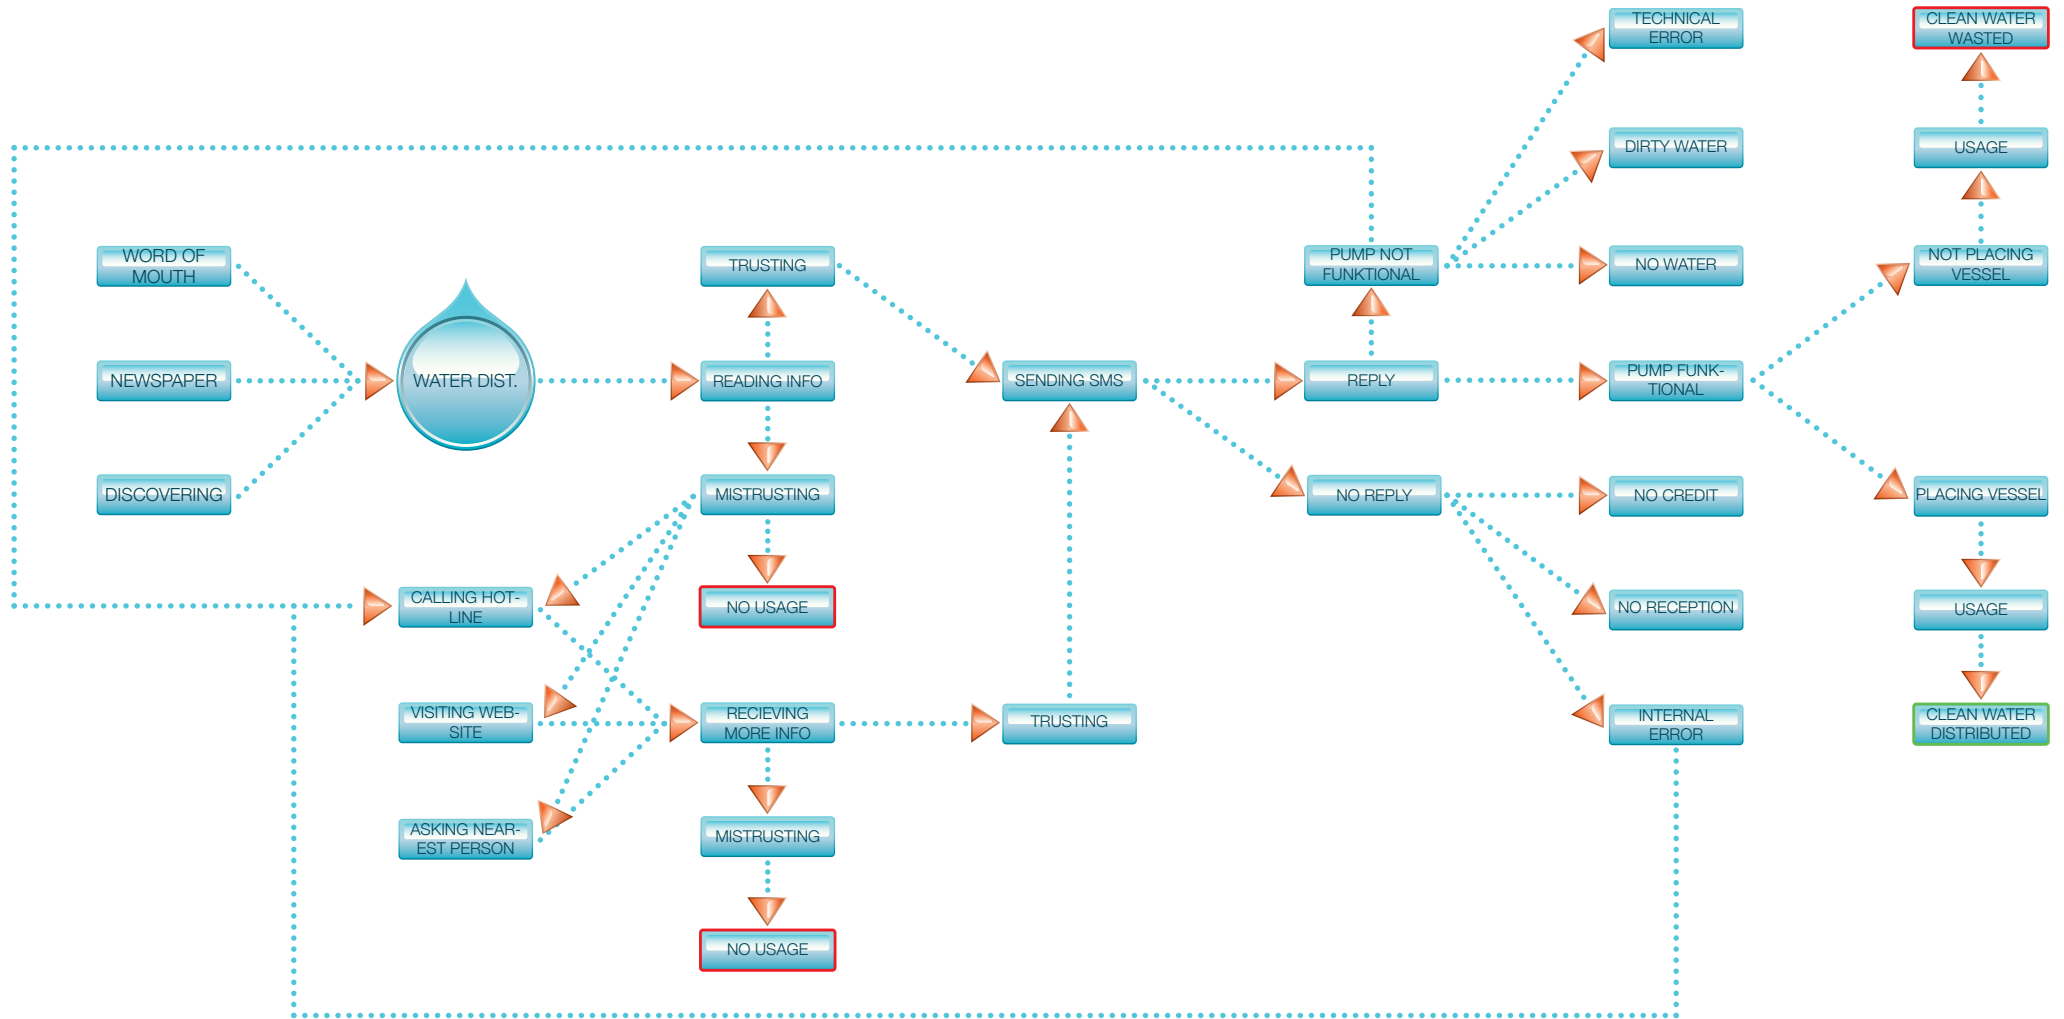 TECHNICAL
ERROR
CLEAN WATER
WASTED
DIRTY WATER
USAGE
WORD OF
MOUTH
TRUSTING
PUMP NOT
FUNKTIONAL
NO WATER
NOT PLACING
VESSEL
NEWSPAPER
WATER DIST.
READING INFO
SENDING SMS
REPLY
PUMP FUNK-
TIONAL
DISCOVERING
MISTRUSTING
NO REPLY
NO CREDIT
PLACING VESSEL
CALLING HOT-
LINE
NO USAGE
NO RECEPTION
USAGE
VISITING WEB-
SITE
RECIEVING
MORE INFO
TRUSTING
INTERNAL
ERROR
CLEAN WATER
DISTRIBUTED
ASKING NEAR-
EST PERSON
MISTRUSTING
NO USAGE